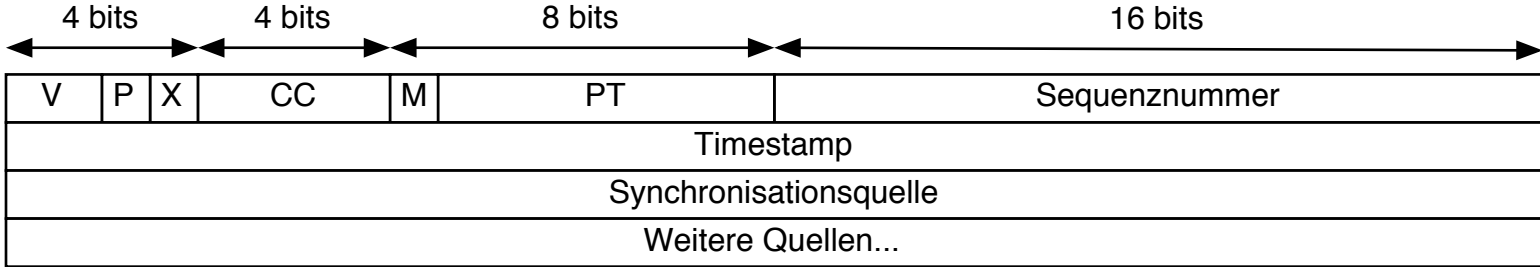 4 bits 4 bits 8 bits 16 bits
V P X CC M PT Sequenznummer
Timestamp
Synchronisationsquelle
Weitere Quellen...